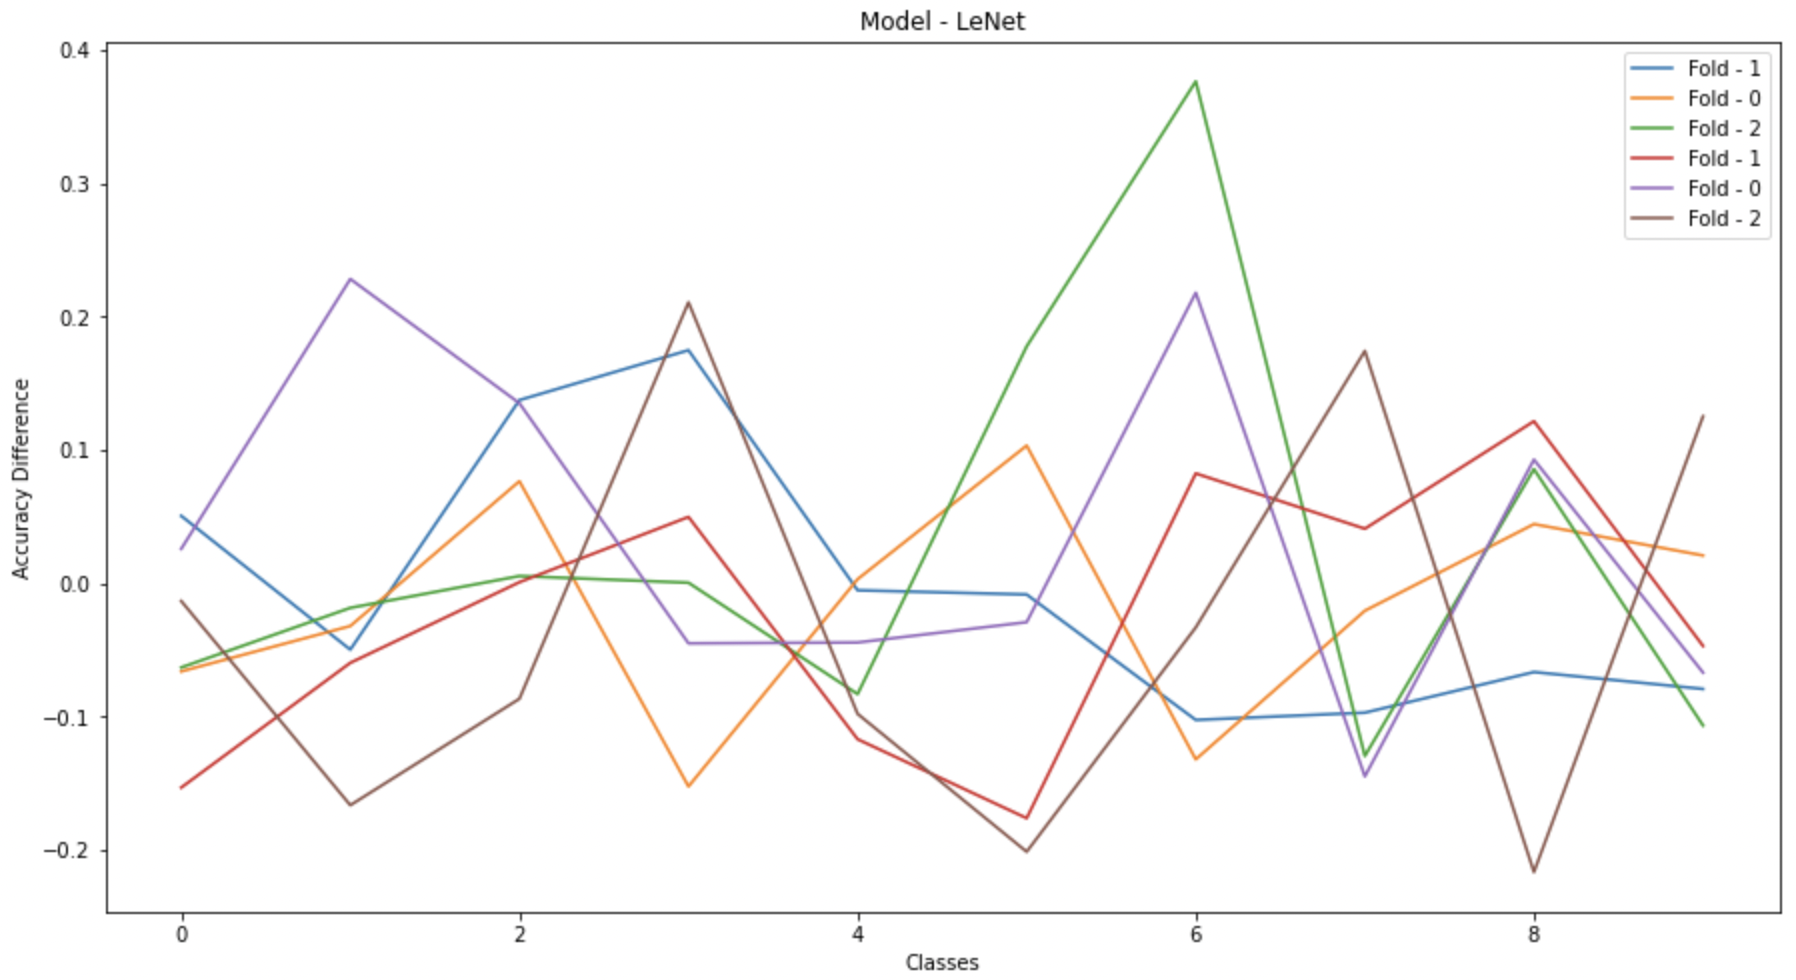 Model - LeNet
Fold - 1
Fold - 0
Fold - 2
Fold - 1
Fold - 0
Fold - 2
Accuracy Difference
0.4
0.3
0.2
0.1
0.0
−0.1
−0.2
0 2 4 6 8
Classes